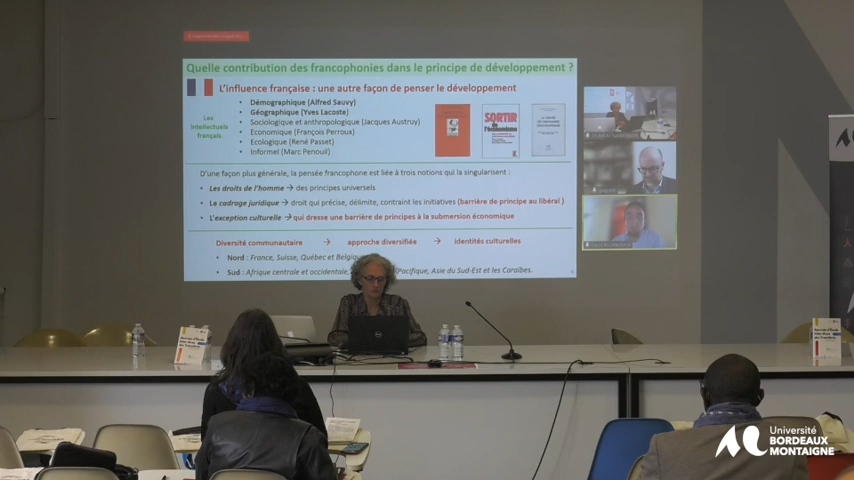 Quelle contribution des francophonies dans le principe de développement ?
L'influence française : une autre façon de penser le développement
Les intellectuels français
• Démographique (Alfred Sauvy)
• Géographique (Yves Lacoste)
• Sociologique et anthropologique (Jacques Austruy)
• Economique (François Perroux)
• Ecologique (René Passet)
• Informel (Marc Penouil)
SORTIR
de l'économisme
D'une façon plus générale, la pensée francophone est liée à trois notions qui la singularisent :
• Les droits de l'homme → des principes universels
• Le cadrage juridique → droit qui précise, délimite, contraint les initiatives (barrière de principe au libéral )
• L'exception culturelle → qui dresse une barrière de principes à la submersion économique
Diversité communautaire → approche diversifiée → identités culturelles
• Nord : France, Suisse, Québec et Belgique
• Sud : Afrique centrale et occidentale, Pacifique, Asie du Sud-Est et les Caraïbes.
DELL
Université
BORDEAUX
MONTAIGNE